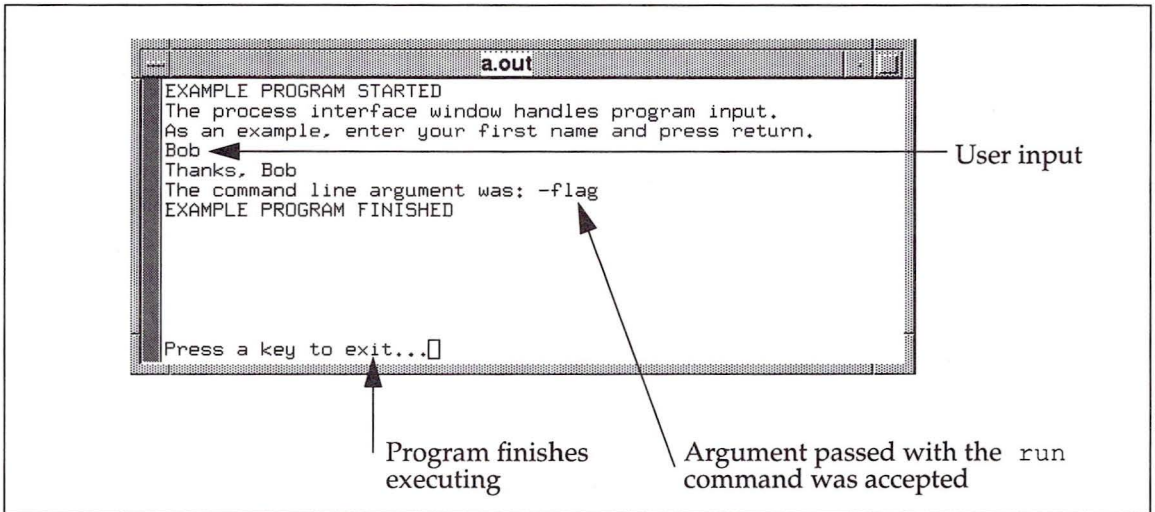 a.out
EXAMPLE PROGRAM STARTED
The process interface window handles program input.
As an example, enter your first name and press return.
Bob
User input
Thanks, Bob
The command line argument was: -flag
EXAMPLE PROGRAM FINISHED
Press a key to exit...
Program finishes
executing
Argument passed with the run
command was accepted